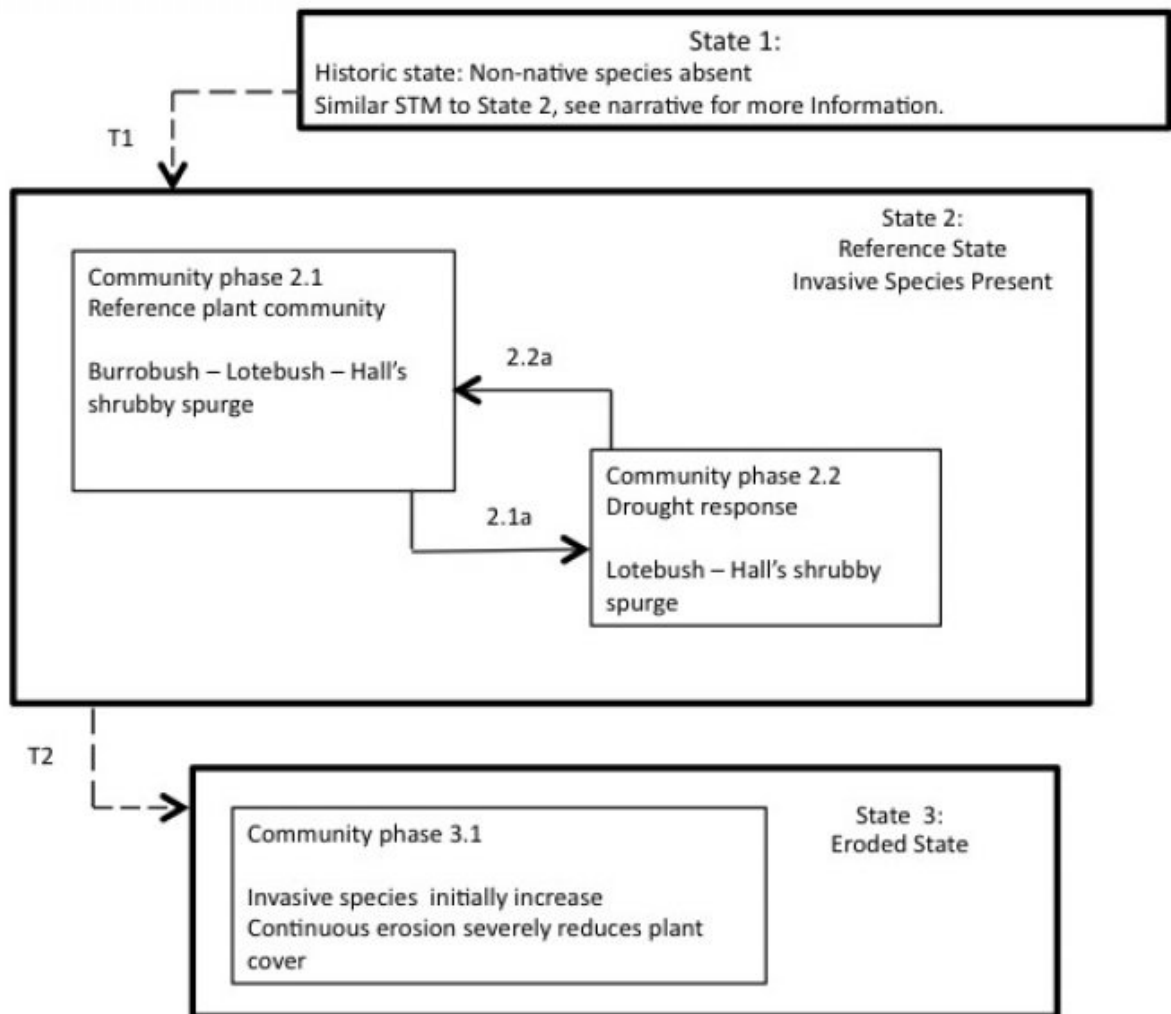 State 1:
Historic state: Non-native species absent
Similar STM to State 2, see narrative for more Information.
T1
State 2:
Reference State
Invasive Species Present
Community phase 2.1
Reference plant community
Burrobush – Lotebush – Hall's
shrubby spurge
2.2a
2.1a
Community phase 2.2
Drought response
Lotebush – Hall's shrubby
spurge
T2
State 3:
Eroded State
Community phase 3.1
Invasive species initially increase
Continuous erosion severely reduces plant
cover